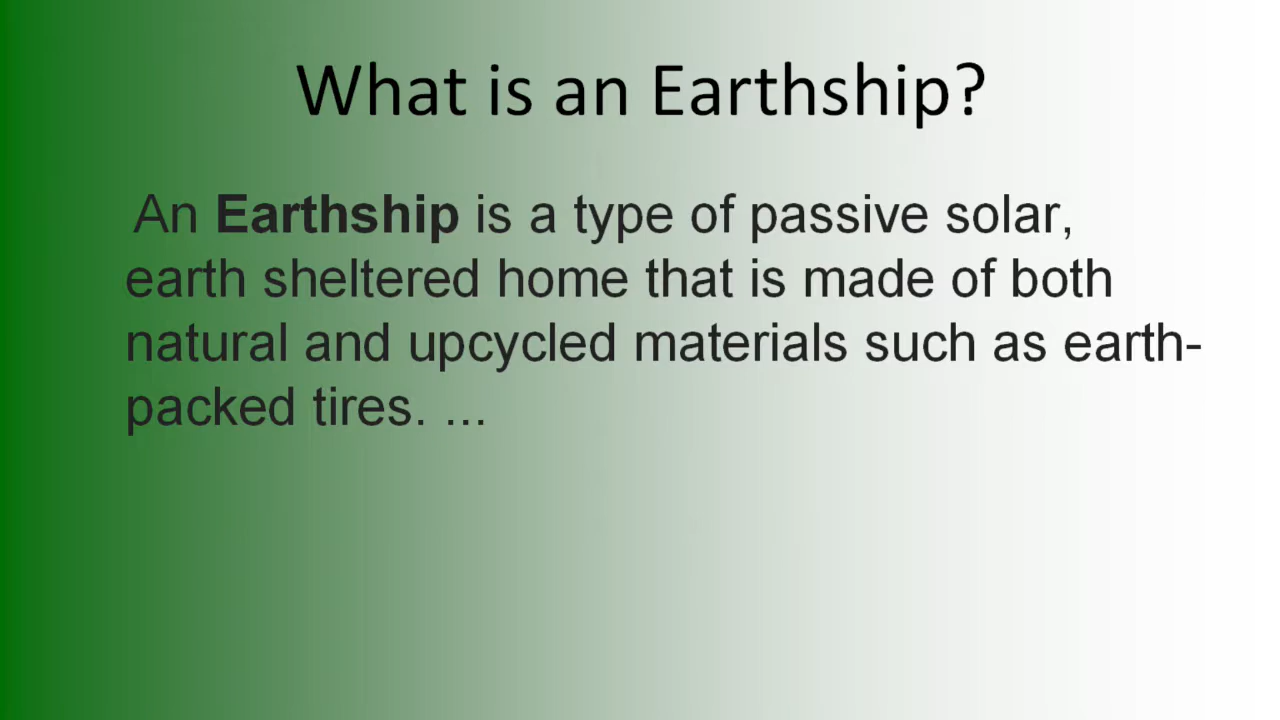 What is an Earthship?
An Earthship is a type of passive solar,
earth sheltered home that is made of both
natural and upcycled materials such as earth-
packed tires. ...